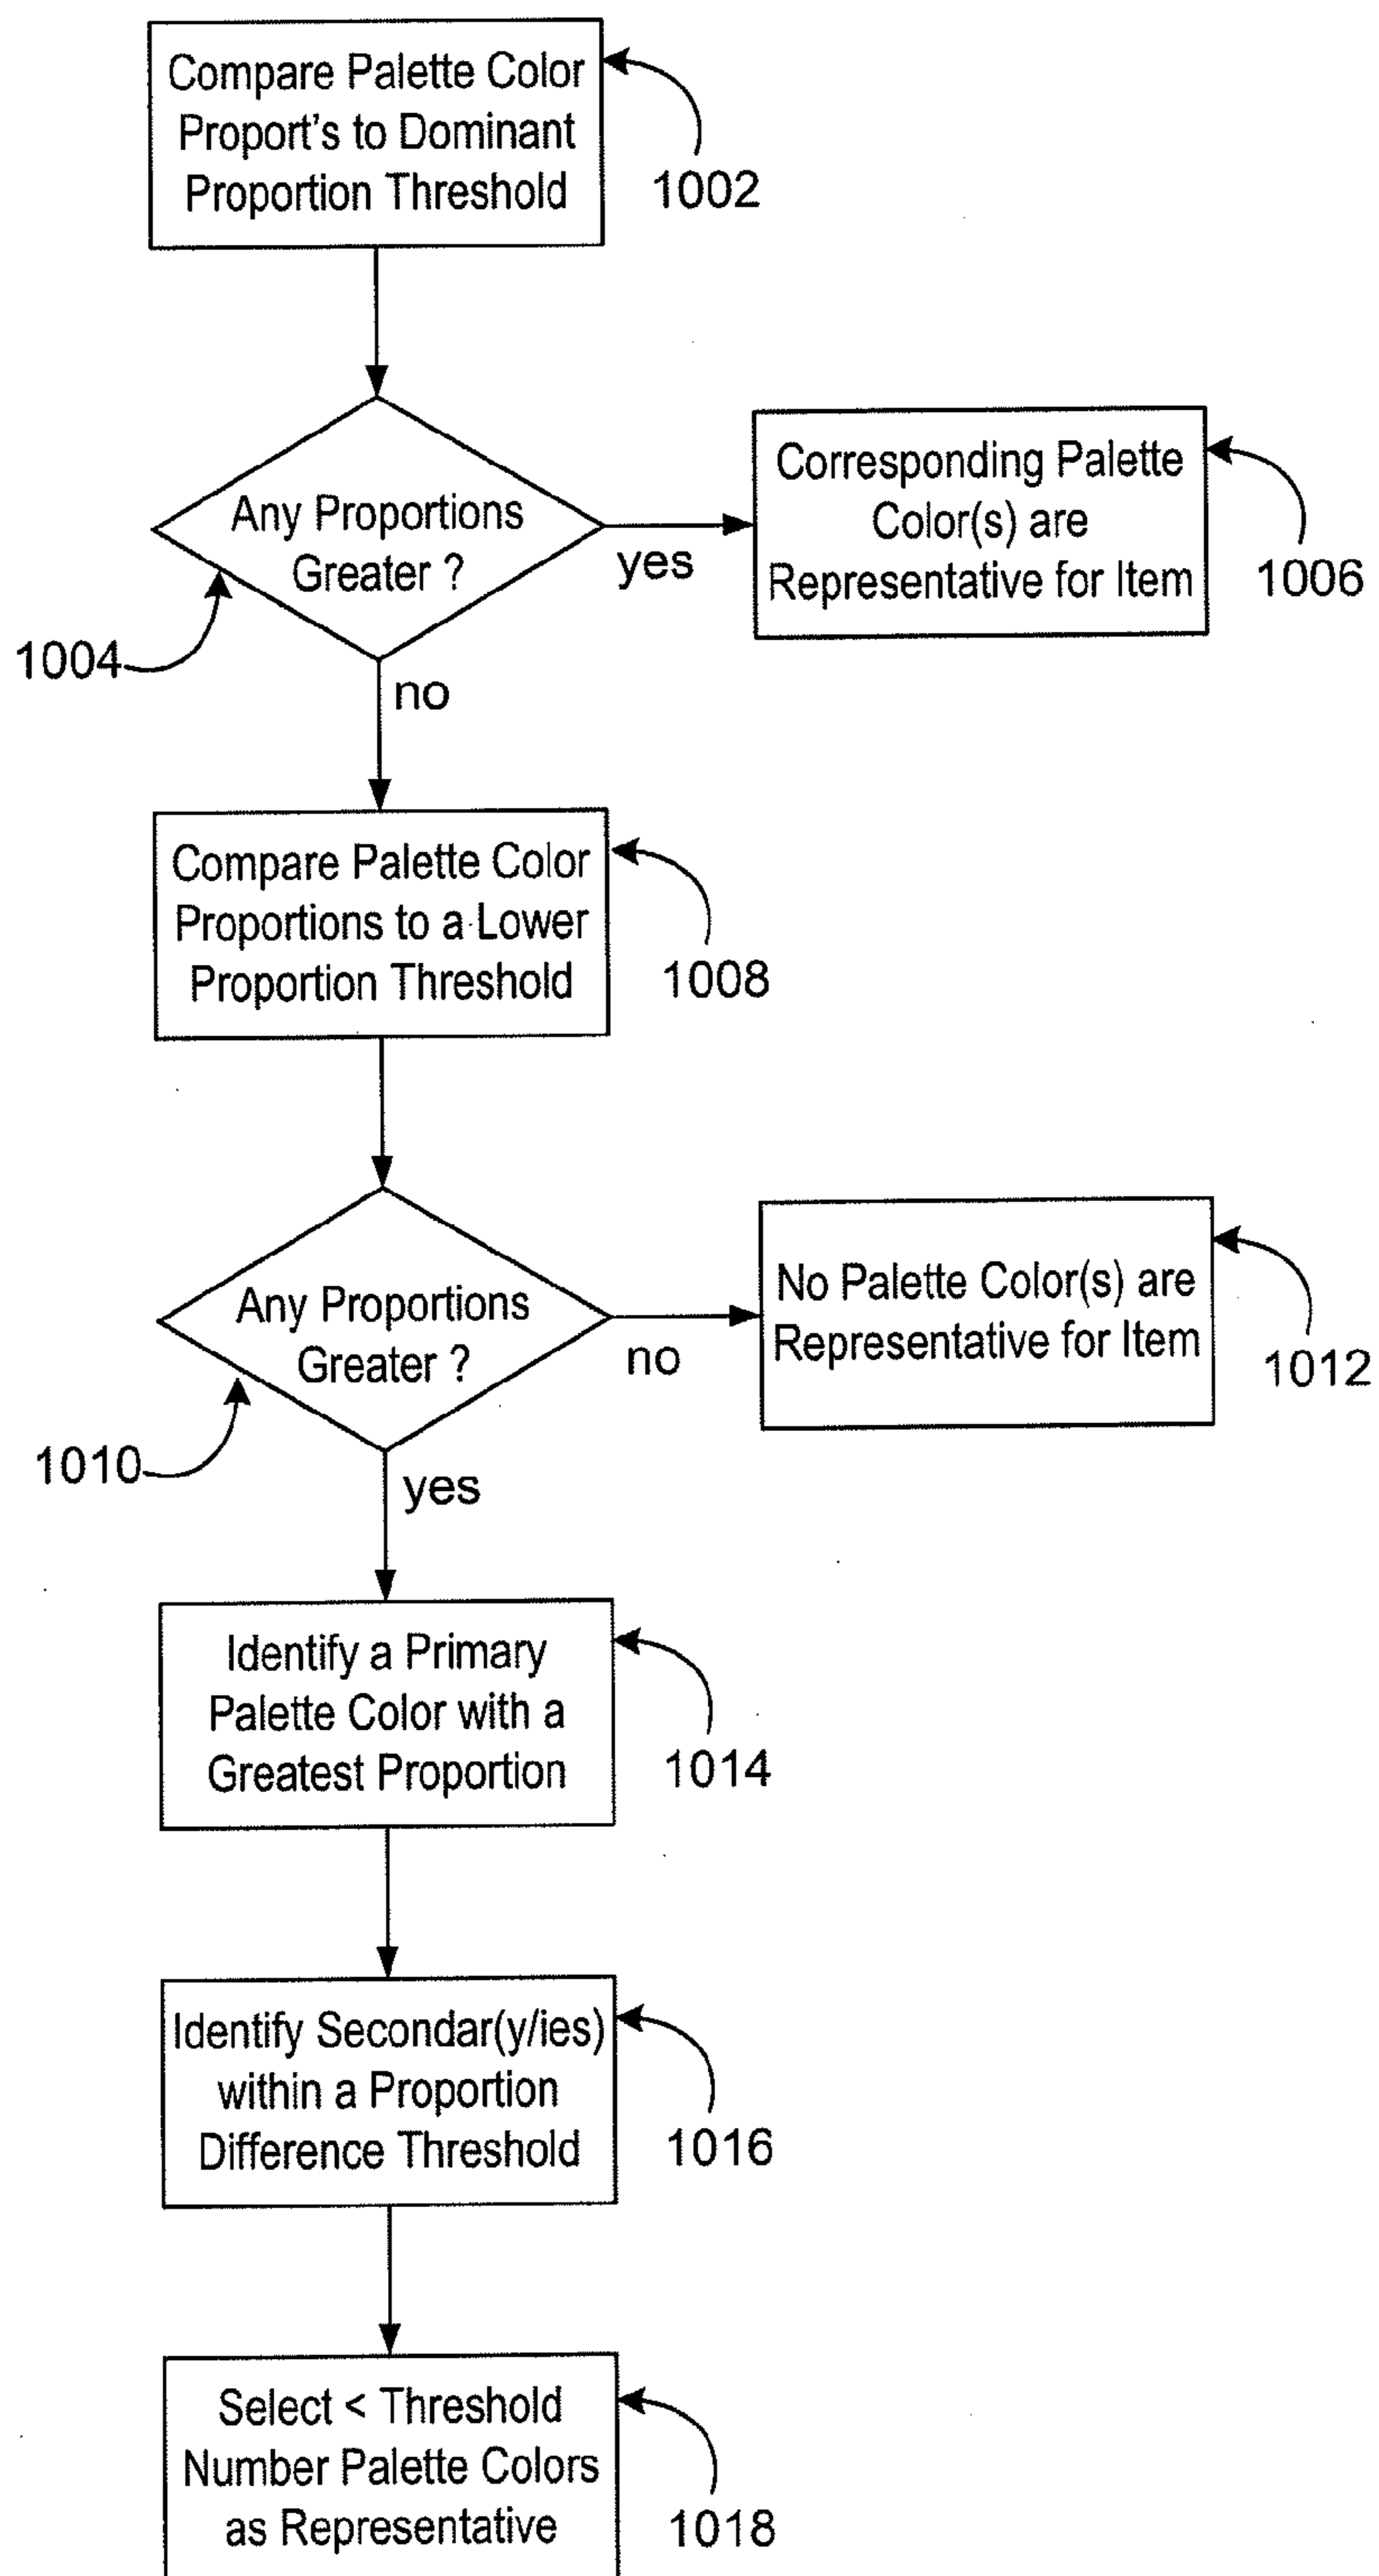 Compare Palette Color
Proport's to Dominant
Proportion Threshold
1002
Any Proportions
Greater ?
1004
yes
Corresponding Palette
Color(s) are
Representative for Item
1006
no
Compare Palette Color
Proportions to a Lower
Proportion Threshold
1008
Any Proportions
Greater ?
1010
no
No Palette Color(s) are
Representative for Item
1012
yes
Identify a Primary
Palette Color with a
Greatest Proportion
1014
Identify Secondar(y/ies)
within a Proportion
Difference Threshold
1016
Select < Threshold
Number Palette Colors
as Representative
1018